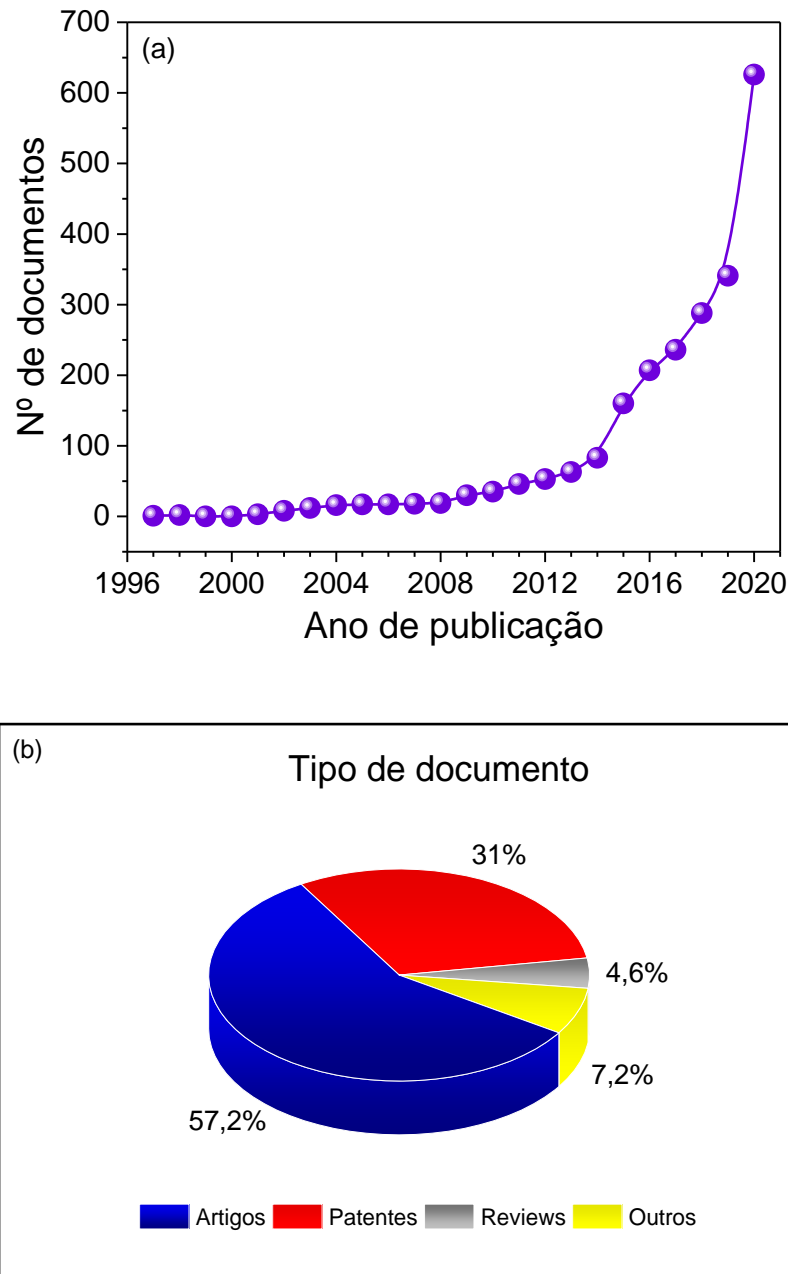 (a)
700
600
500
400
300
200
100
0
Nº de documentos
1996 2000 2004 2008 2012 2016 2020
Ano de publicação
(b)
Tipo de documento
31%
4,6%
7,2%
57,2%
Artigos Patentes Reviews Outros